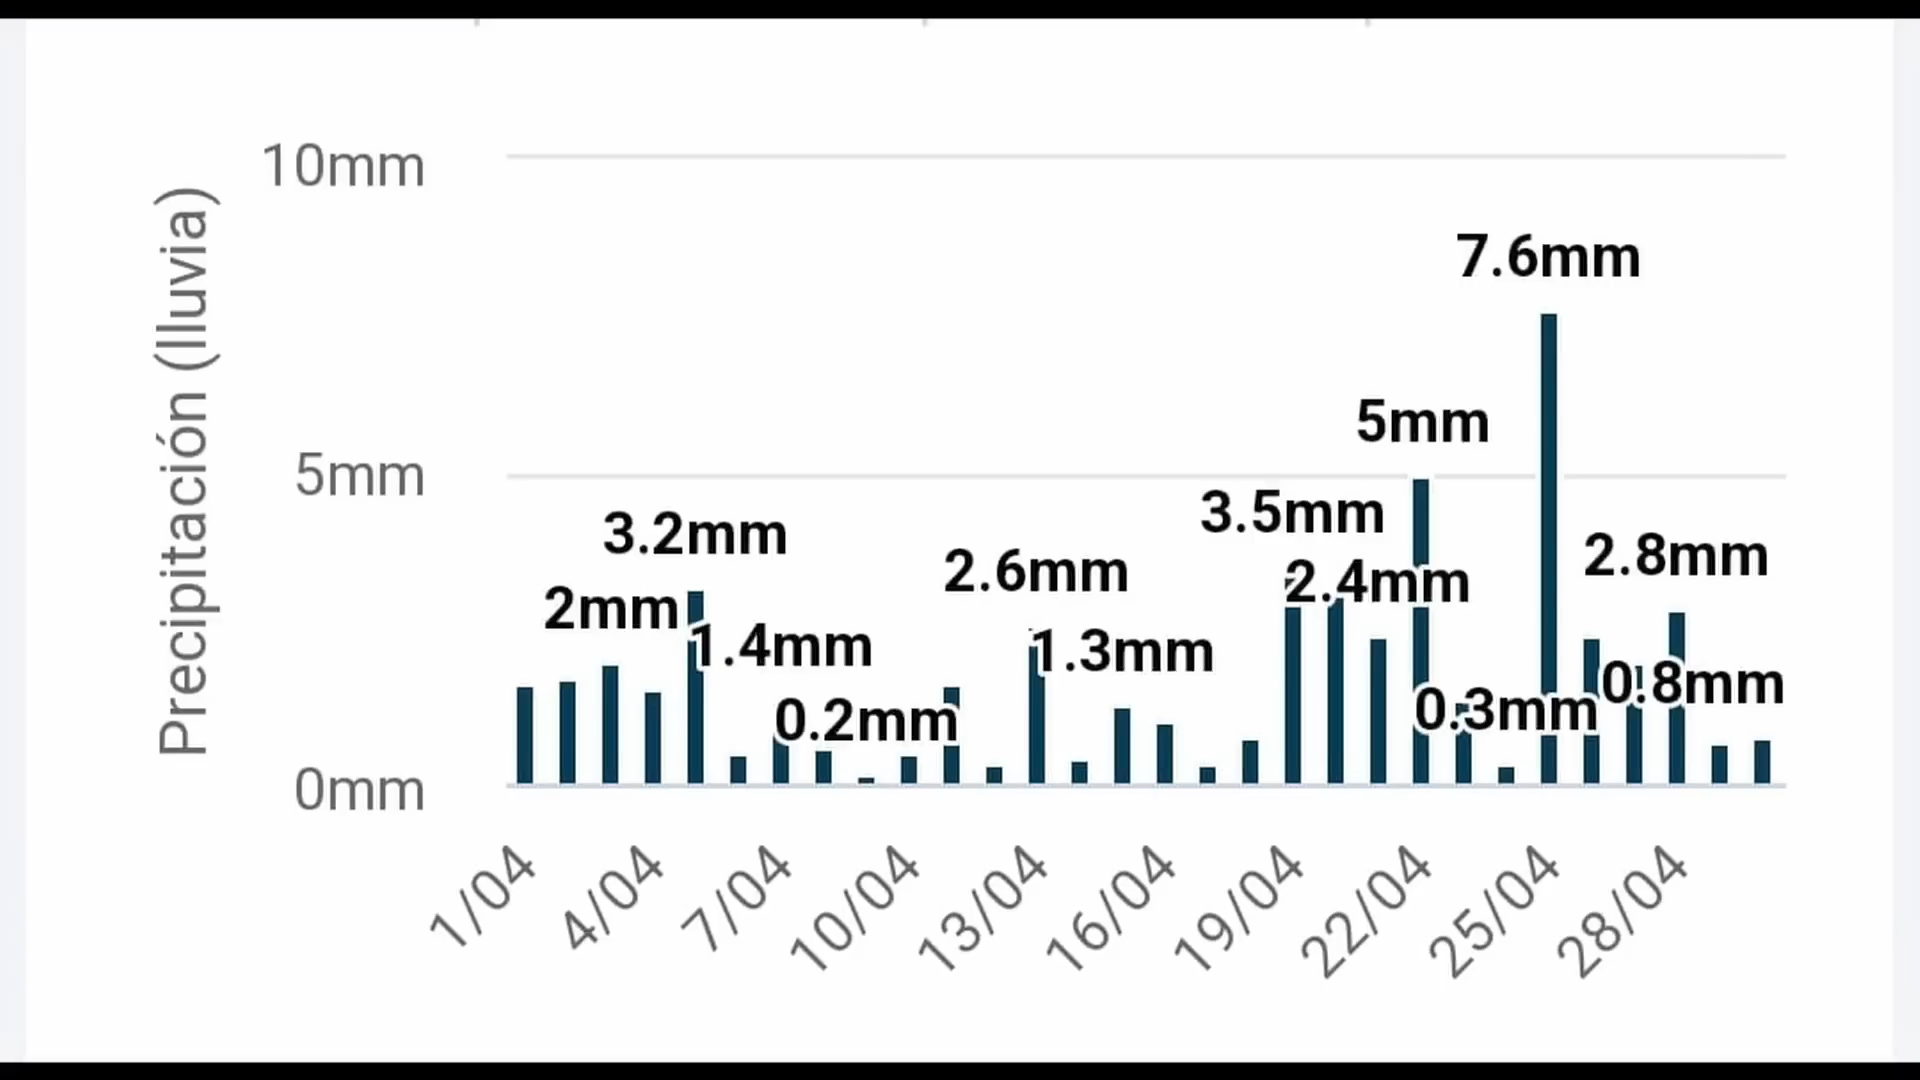 Precipitación (lluvia)
10mm
5mm
0mm
7.6mm
5mm
3.5mm
3.2mm
2.8mm
2.6mm
2.4mm
2mm
1.4mm
1.3mm
0.8mm
0.3mm
0.2mm
1/04
4/04
7/04
10/04
13/04
16/04
19/04
22/04
25/04
28/04